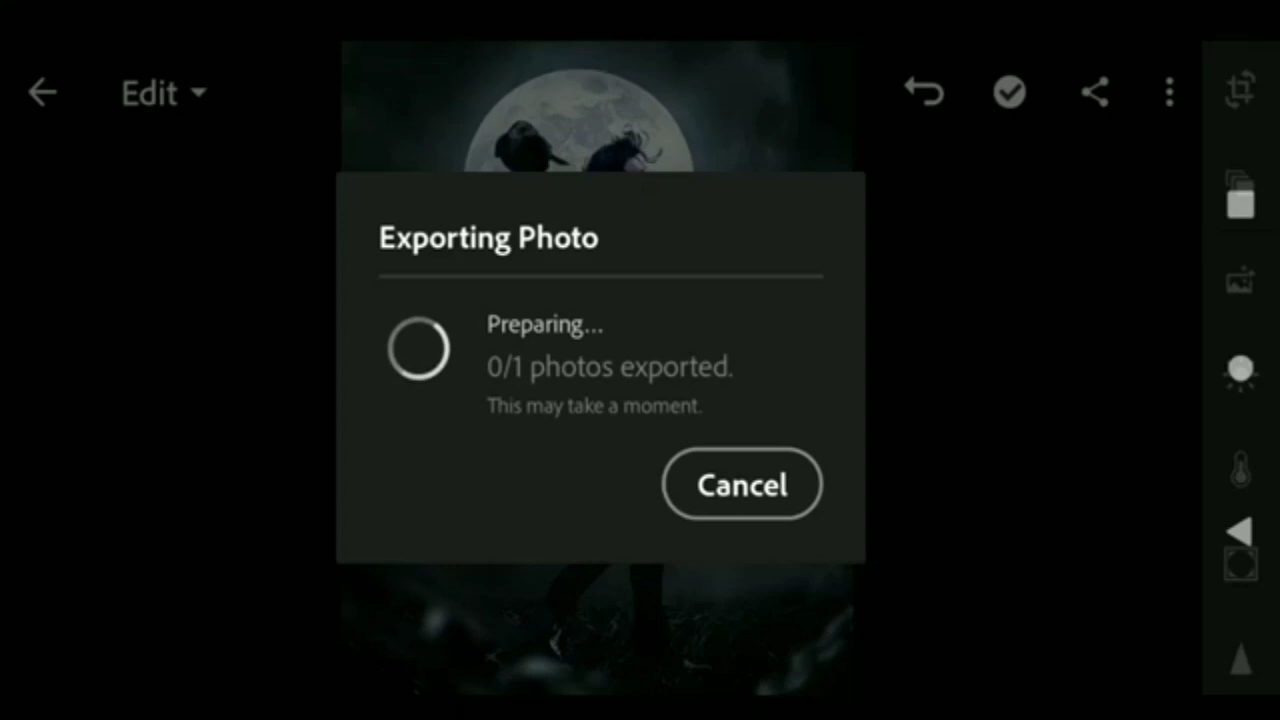 Edit
Exporting Photo
Preparing...
0/1 photos exported.
This may take a moment.
Cancel